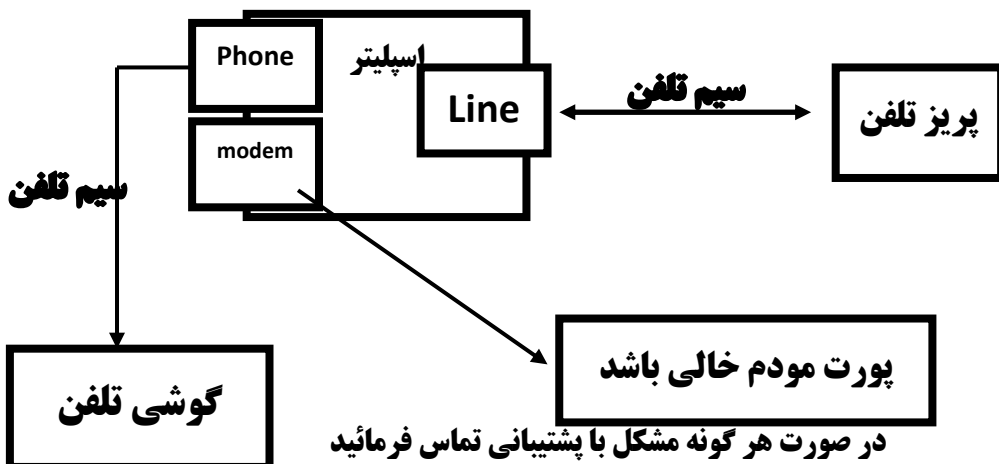 Phone
اسپلیتر
Line
سیم تلفن
پریز تلفن
modem
سیم تلفن
پورت مودم خالی باشد
گوشی تلفن
در صورت هر گونه مشکل با پشتیبانی تماس فرمائید